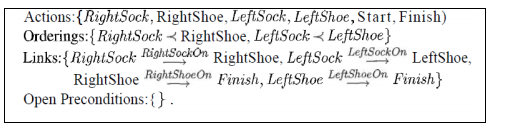 Actions:{RightSock, RightShoe, LeftSock, LeftShoe, Start, Finish)
Orderings:{RightSock ≺ RightShoe, LeftSock ≺ LeftShoe}
Links:{RightSock RightSockOn⟶ RightShoe, LeftSock LeftSockOn⟶ LeftShoe,
RightShoe RightShoeOn⟶ Finish, LeftShoe LeftShoeOn⟶ Finish}
Open Preconditions:{ } .